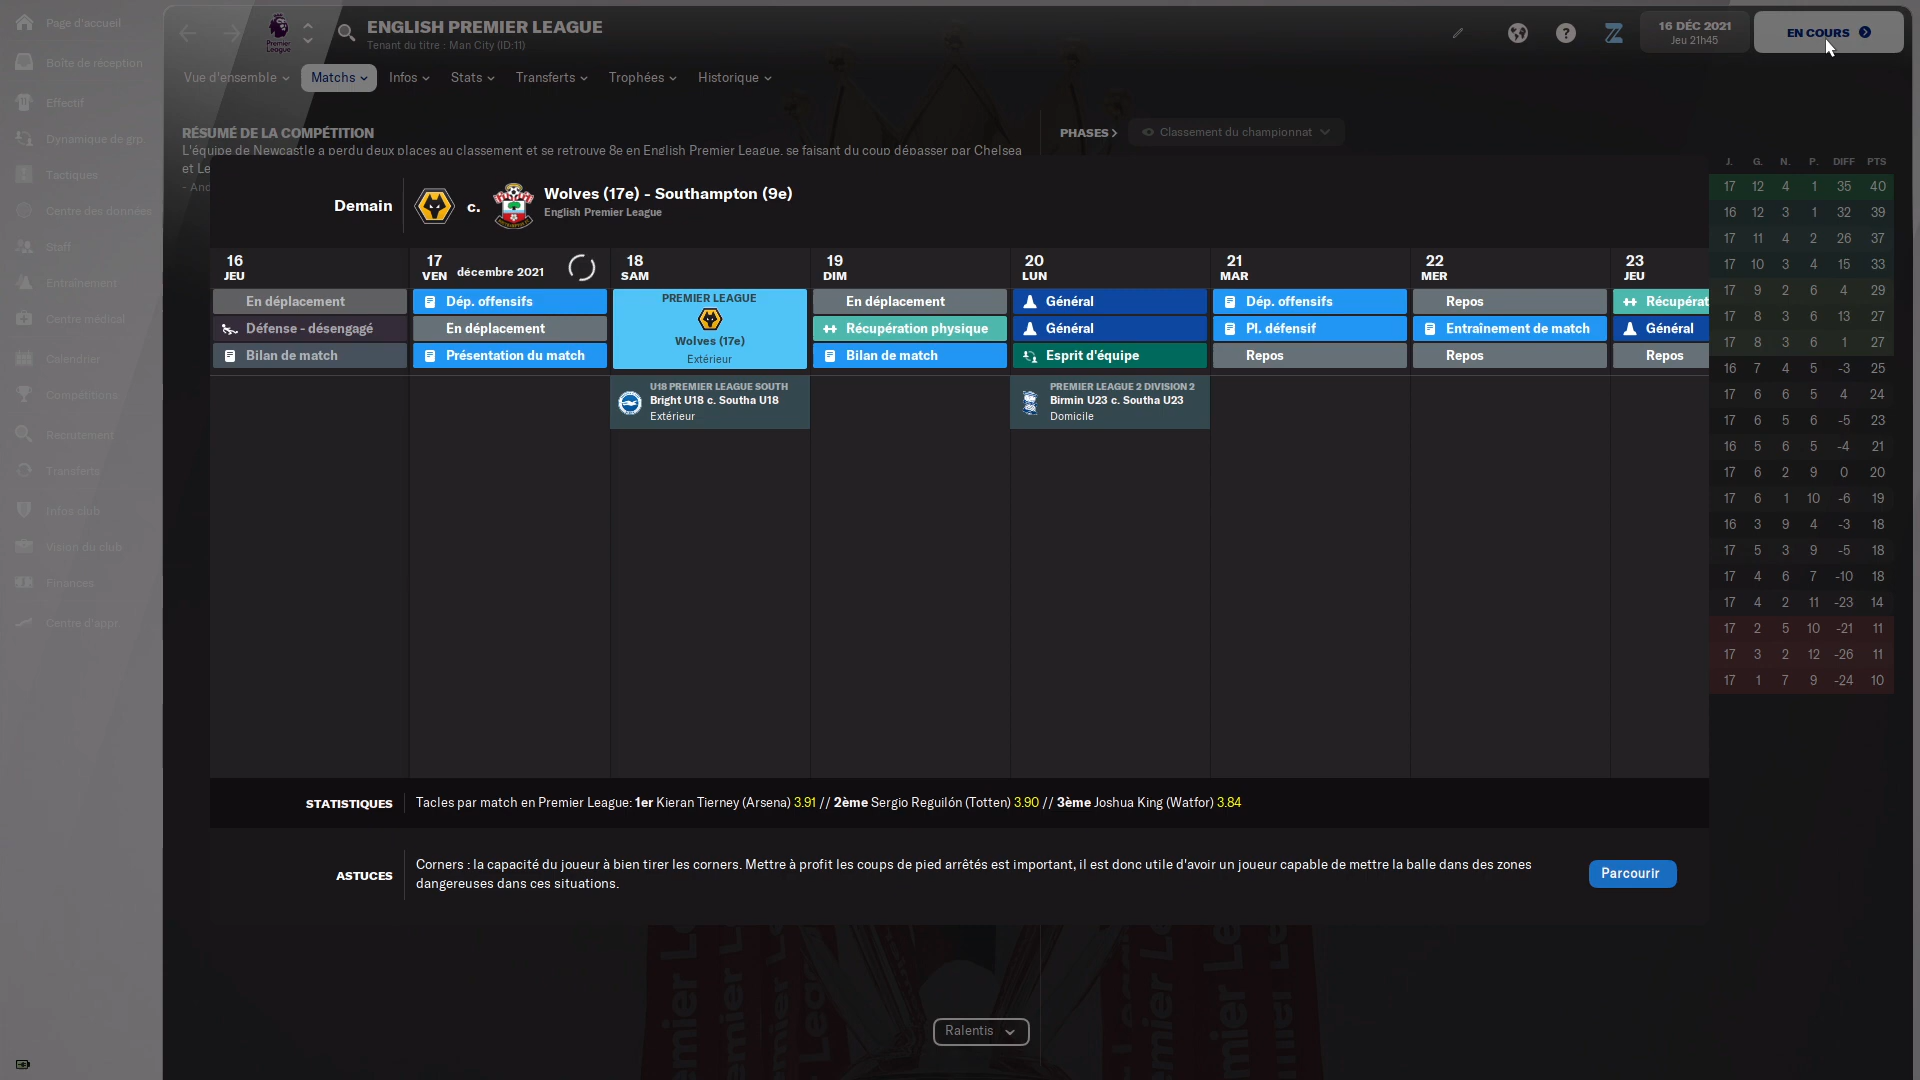 Page d'accueil
Boîte de réception
Effectif
Dynamique de grp
Tactiques
Centre des données
Staff
Entraînement
Centre médical
Calendrier
Compétitions
Recrutement
Transferts
Infos club
Vision du club
Finances
Centre d'appr
Premier League
ENGLISH PREMIER LEAGUE
Tenant du titre : Man City (ID:11)
16 DÉC 2021
Jeu 21h45
EN COURS
Vue d'ensemble
Matchs
Infos
Stats
Transferts
Trophées
Historique
RÉSUMÉ DE LA COMPÉTITION
L'équipe de Newcastle a perdu deux places au classement et se retrouve 8e en English Premier League, se faisant du coup dépasser par Chelsea
et Le
- And
PHASES
Classement du championnat
J. G. N. P. DIFF PTS
17 12 4 1 35 40
16 12 3 1 32 39
17 11 4 2 26 37
17 10 3 4 15 33
17 9 2 6 4 29
17 8 3 6 13 27
17 8 3 6 1 27
16 7 4 5 -3 25
17 6 6 5 4 24
17 6 5 6 -5 23
16 5 6 5 -4 21
17 6 2 9 0 20
17 6 1 10 -6 19
16 3 9 4 -3 18
17 5 3 9 -5 18
17 4 6 7 -10 18
17 4 2 11 -23 14
17 2 5 10 -21 11
17 3 2 12 -26 11
17 1 7 9 -24 10
Demain
c.
Wolves (17e) - Southampton (9e)
English Premier League
16
JEU
17
VEN décembre 2021
18
SAM
19
DIM
20
LUN
21
MAR
22
MER
23
JEU
En déplacement
Défense - désengagé
Bilan de match
Dép. offensifs
En déplacement
Présentation du match
PREMIER LEAGUE
Wolves (17e)
Extérieur
En déplacement
Récupération physique
Bilan de match
Général
Général
Esprit d'équipe
Dép. offensifs
Pl. défensif
Repos
Repos
Entraînement de match
Repos
Récupérat
Général
Repos
U18 PREMIER LEAGUE SOUTH
Bright U18 c. Southa U18
Extérieur
PREMIER LEAGUE 2 DIVISION 2
Birmin U23 c. Southa U23
Domicile
STATISTIQUES
Tacles par match en Premier League: 1er Kieran Tierney (Arsena) 3.91 // 2ème Sergio Reguilón (Totten) 3.90 // 3ème Joshua King (Watfor) 3.84
ASTUCES
Corners : la capacité du joueur à bien tirer les corners. Mettre à profit les coups de pied arrêtés est important, il est donc utile d'avoir un joueur capable de mettre la balle dans des zones
dangereuses dans ces situations.
Parcourir
Ralentis